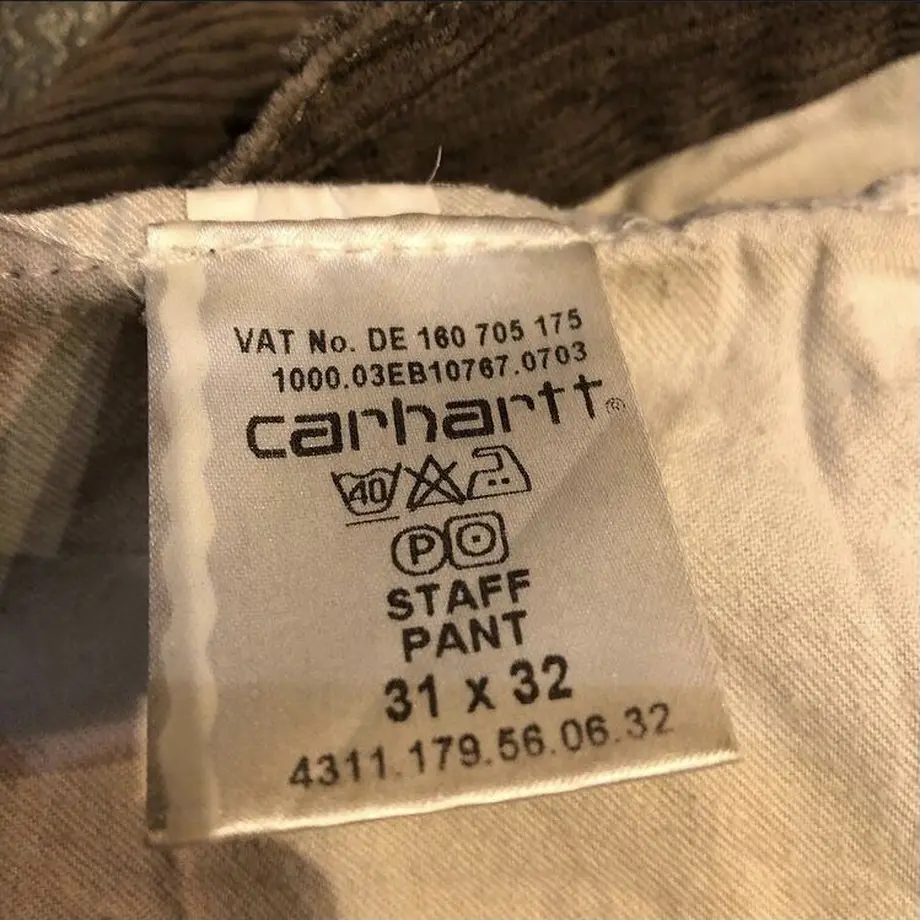 VAT No. DE 160 705 175
1000.03EB10767.0703
carhartt®
40
P
STAFF
PANT
31 x 32
4311.179.56.06.32